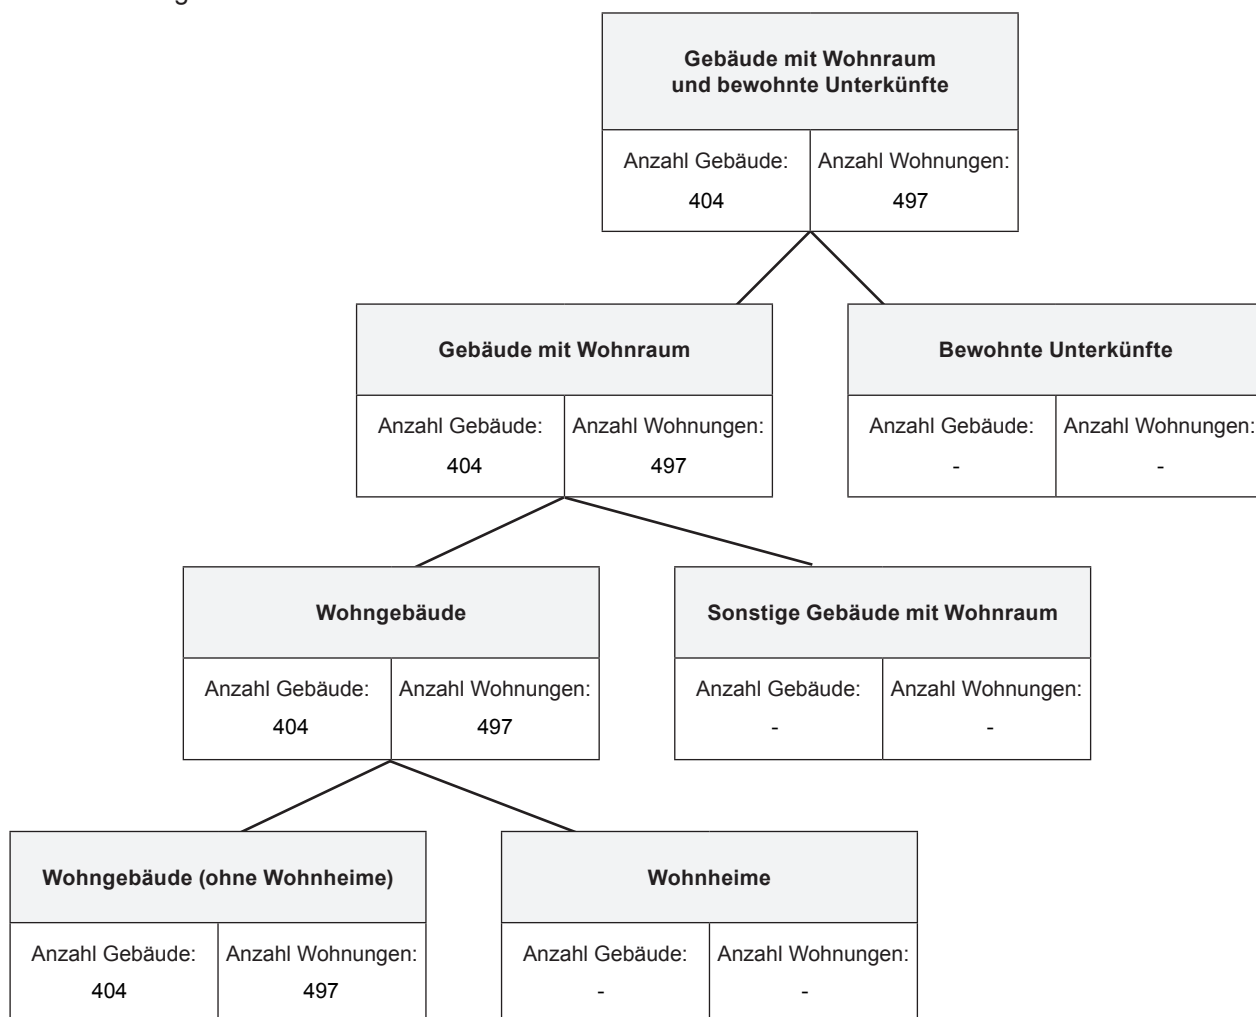 Gebäude mit Wohnraum
und bewohnte Unterkünfte
Anzahl Gebäude: Anzahl Wohnungen:
404 497
Gebäude mit Wohnraum Bewohnte Unterkünfte
Anzahl Gebäude: Anzahl Wohnungen: Anzahl Gebäude: Anzahl Wohnungen:
404 497 - -
Wohngebäude Sonstige Gebäude mit Wohnraum
Anzahl Gebäude: Anzahl Wohnungen: Anzahl Gebäude: Anzahl Wohnungen:
404 497 - -
Wohngebäude (ohne Wohnheime) Wohnheime
Anzahl Gebäude: Anzahl Wohnungen: Anzahl Gebäude: Anzahl Wohnungen:
404 497 - -